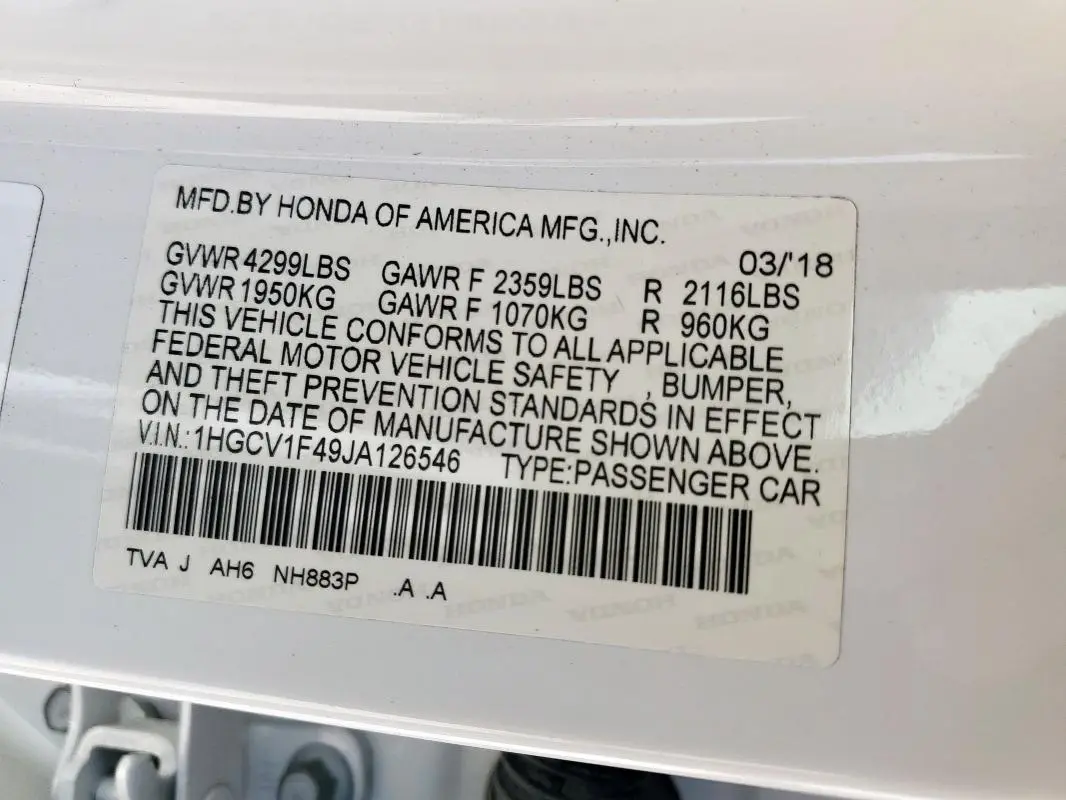 MFD.BY HONDA OF AMERICA MFG.,INC.
03/'18
GVWR 4299LBS GAWR F 2359LBS R 2116LBS
GVWR 1950KG GAWR F 1070KG R 960KG
THIS VEHICLE CONFORMS TO ALL APPLICABLE
FEDERAL MOTOR VEHICLE SAFETY , BUMPER,
AND THEFT PREVENTION STANDARDS IN EFFECT
ON THE DATE OF MANUFACTURE SHOWN ABOVE.
V.I.N.: 1HGCV1F49JA126546 TYPE:PASSENGER CAR
TVA J AH6 NH883P .A .A